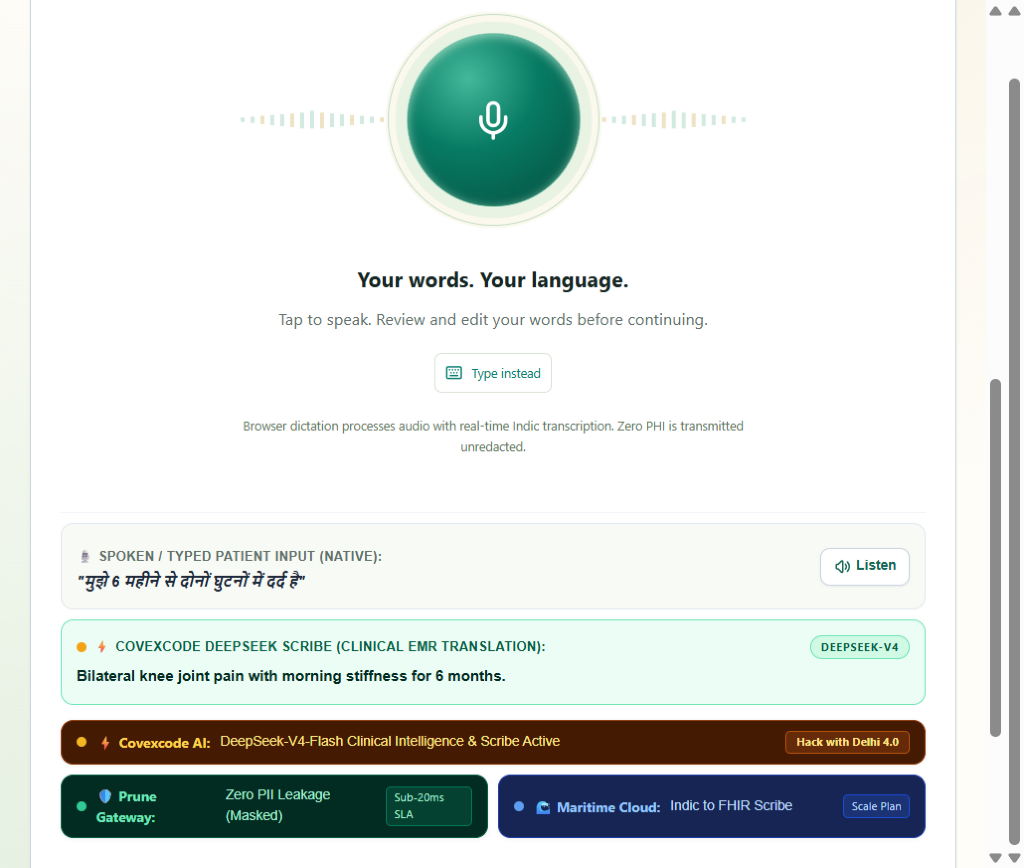 Your words. Your language.
Tap to speak. Review and edit your words before continuing.
Type instead
Browser dictation processes audio with real-time Indic transcription. Zero PHI is transmitted
unredacted.
SPOKEN / TYPED PATIENT INPUT (NATIVE):
"मुझे 6 महीने से दोनों घुटनों में दर्द है"
Listen
COVEXCODE DEEPSEEK SCRIBE (CLINICAL EMR TRANSLATION):
DEEPSEEK-V4
Bilateral knee joint pain with morning stiffness for 6 months.
Covexcode AI: DeepSeek-V4-Flash Clinical Intelligence & Scribe Active
Hack with Delhi 4.0
Prune
Gateway:
Zero PII Leakage
(Masked)
Sub-20ms
SLA
Maritime Cloud: Indic to FHIR Scribe
Scale Plan